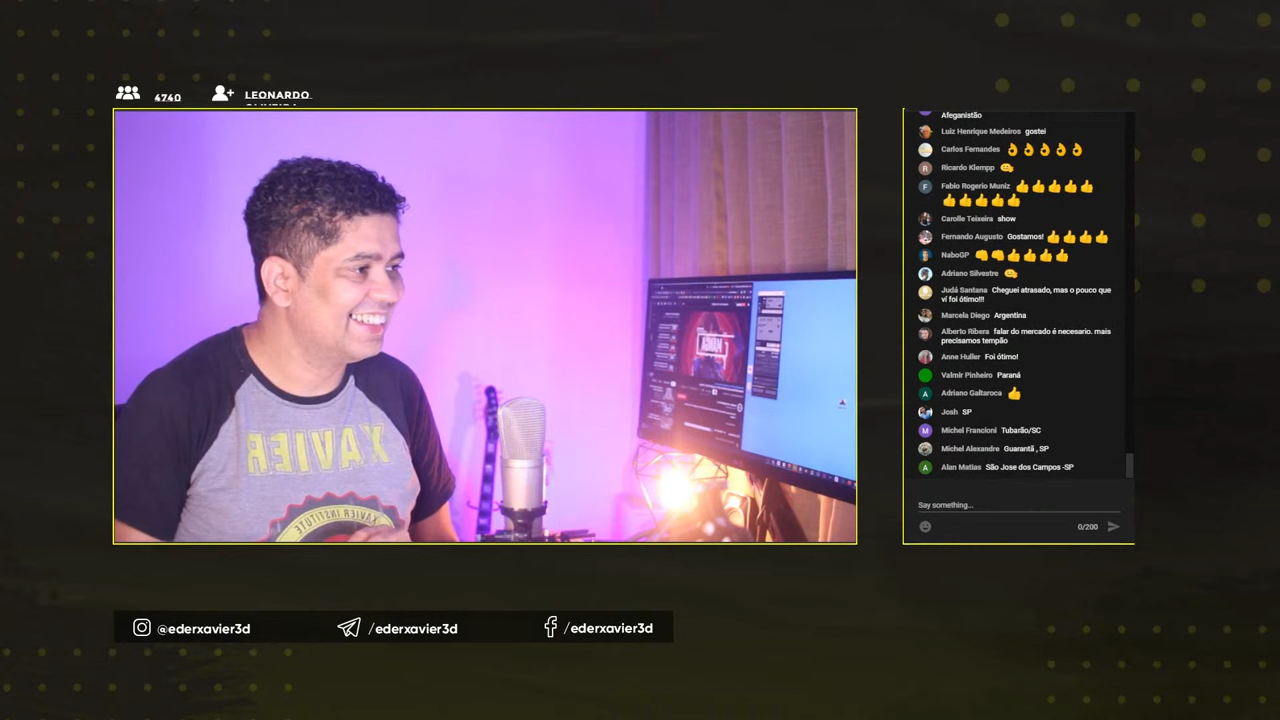 4740
LEONARDO
Afeganistão
Luiz Henrique Medeiros gostei
Carlos Fernandes 👌👌👌👌👌
R Ricardo Klempp
F Fabio Rogerio Muniz 👍👍👍👍👍
👍👍👍👍👍
Carolle Teixeira show
Fernando Augusto Gostamos! 👍👍👍👍
NaboGP 👊👊👍👍👍👍
Adriano Silvestre
Judá Santana Cheguei atrasado, mas o pouco que
ví foi ótimo!!!
Marcela Diego Argentina
Alberto Ribera falar do mercado é necesario. mais
precisamos tempão
Anne Huller Foi ótimo!
Valmir Pinheiro Paraná
A Adriano Galtaroca 👍
Josh SP
M Michel Francioni Tubarão/SC
Michel Alexandre Guarantã , SP
A Alan Matias São Jose dos Campos -SP
Say something...
0/200
XAVIER
XAVIER INSTITUTE
@ederxavier3d
/ederxavier3d
/ederxavier3d